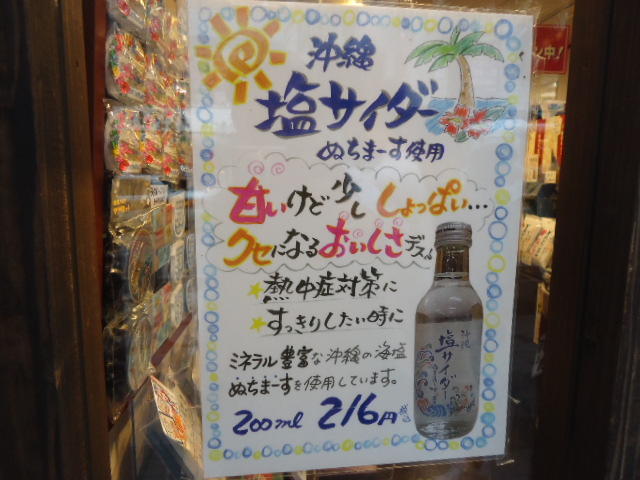 沖縄
塩サイダー
ぬちまーす使用
甘いけど少ししょっぱい…
クセになるおいしさデス。
熱中症対策に
すっきりしたい時に
ミネラル豊富な沖縄の海塩
ぬちまーすを使用しています。
200ml 216円
沖縄
塩サイダー
中!